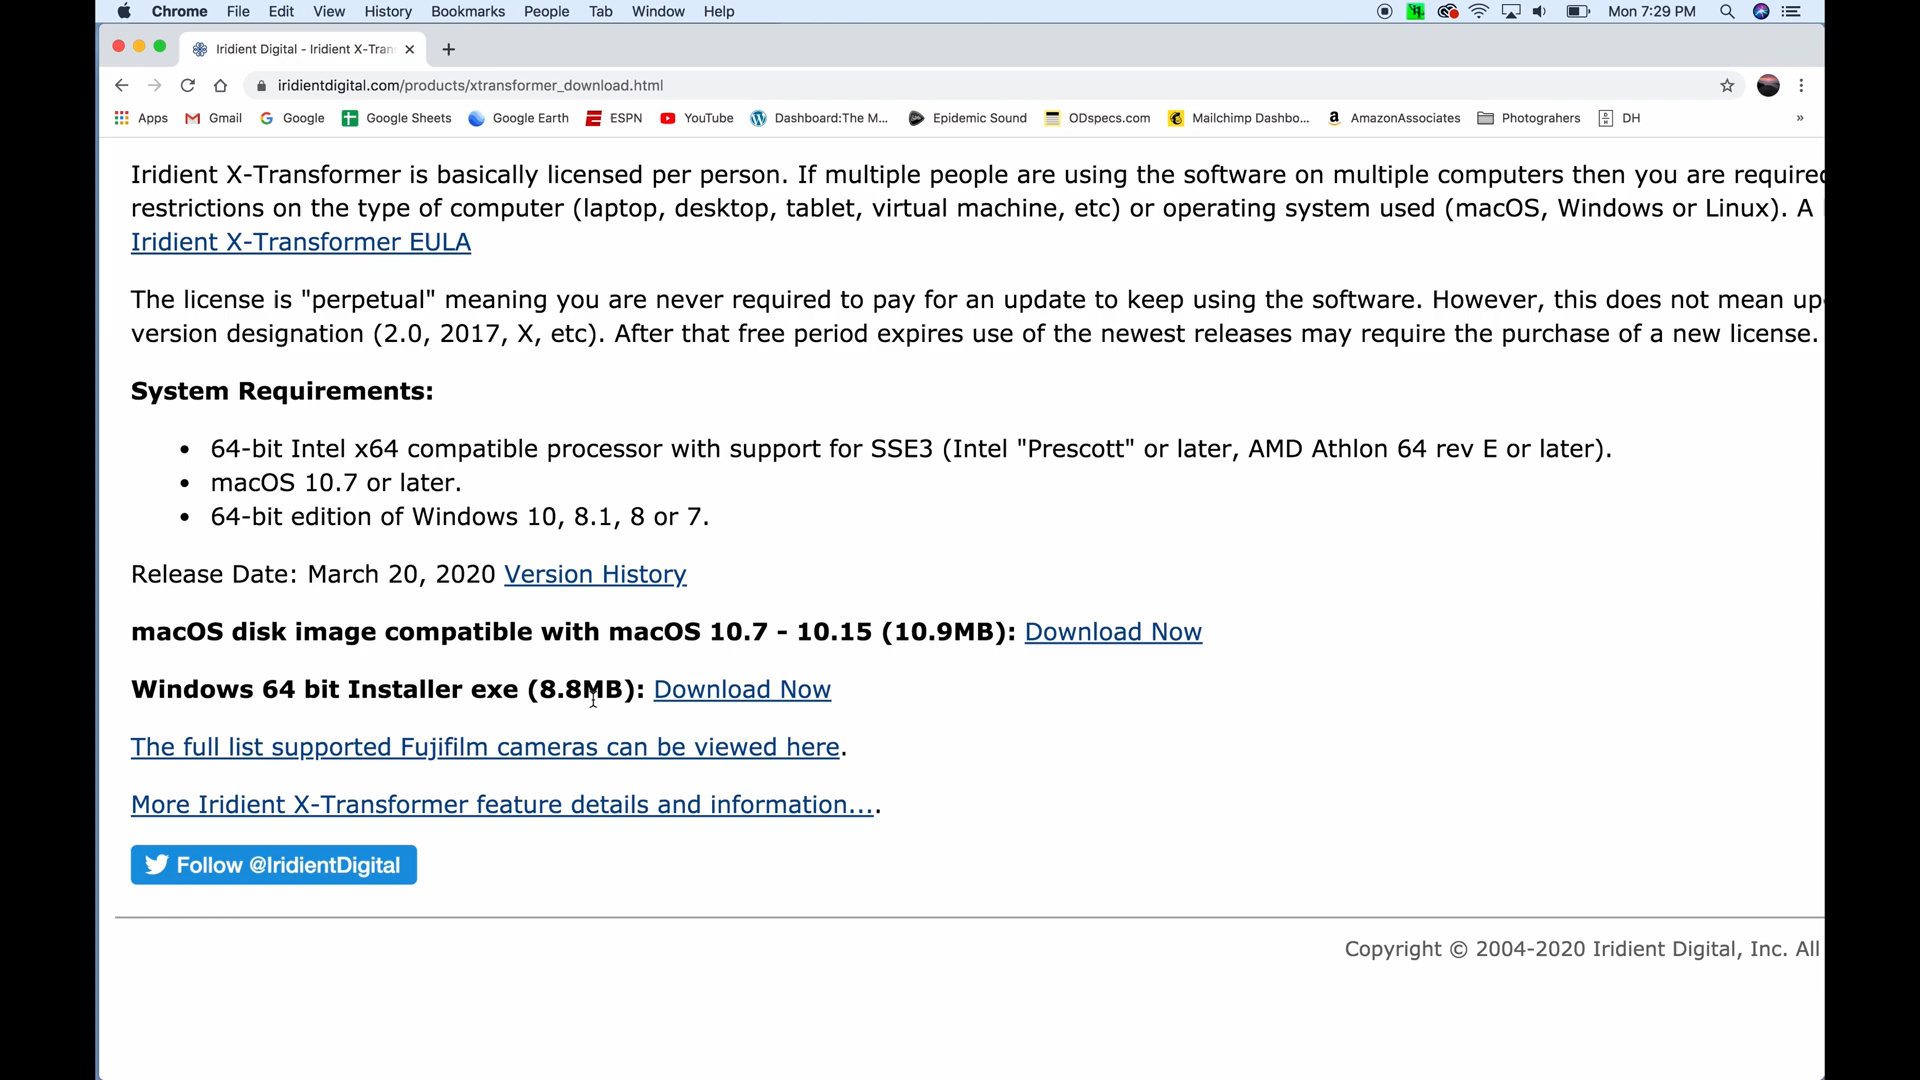 Chrome File Edit View History Bookmarks People Tab Window Help Mon 7:29 PM
Iridient Digital - Iridient X-Tran
iridientdigital.com/products/xtransformer_download.html
Apps Gmail Google Google Sheets Google Earth ESPN YouTube Dashboard:The M... Epidemic Sound ODspecs.com Mailchimp Dashbo... AmazonAssociates Photograhers DH »
Iridient X-Transformer is basically licensed per person. If multiple people are using the software on multiple computers then you are required
restrictions on the type of computer (laptop, desktop, tablet, virtual machine, etc) or operating system used (macOS, Windows or Linux). A
Iridient X-Transformer EULA
The license is "perpetual" meaning you are never required to pay for an update to keep using the software. However, this does not mean up
version designation (2.0, 2017, X, etc). After that free period expires use of the newest releases may require the purchase of a new license.
System Requirements:
• 64-bit Intel x64 compatible processor with support for SSE3 (Intel "Prescott" or later, AMD Athlon 64 rev E or later).
• macOS 10.7 or later.
• 64-bit edition of Windows 10, 8.1, 8 or 7.
Release Date: March 20, 2020 Version History
macOS disk image compatible with macOS 10.7 - 10.15 (10.9MB): Download Now
Windows 64 bit Installer exe (8.8MB): Download Now
The full list supported Fujifilm cameras can be viewed here.
More Iridient X-Transformer feature details and information....
Follow @IridientDigital
Copyright © 2004-2020 Iridient Digital, Inc. All